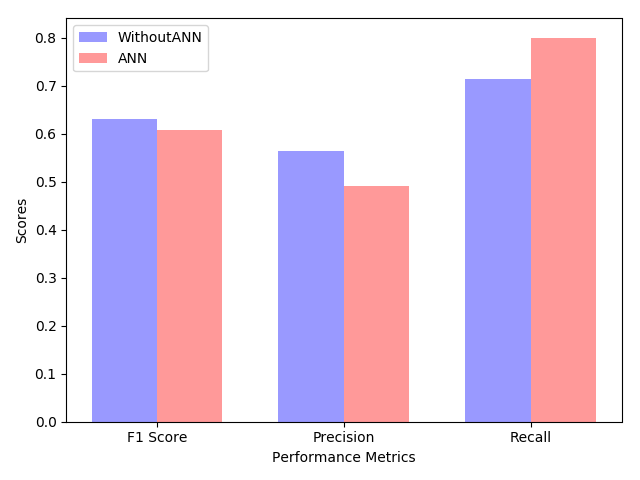 WithoutANN
ANN
0.8
0.7
0.6
0.5
0.4
0.3
0.2
0.1
0.0
Scores
F1 Score
Precision
Recall
Performance Metrics